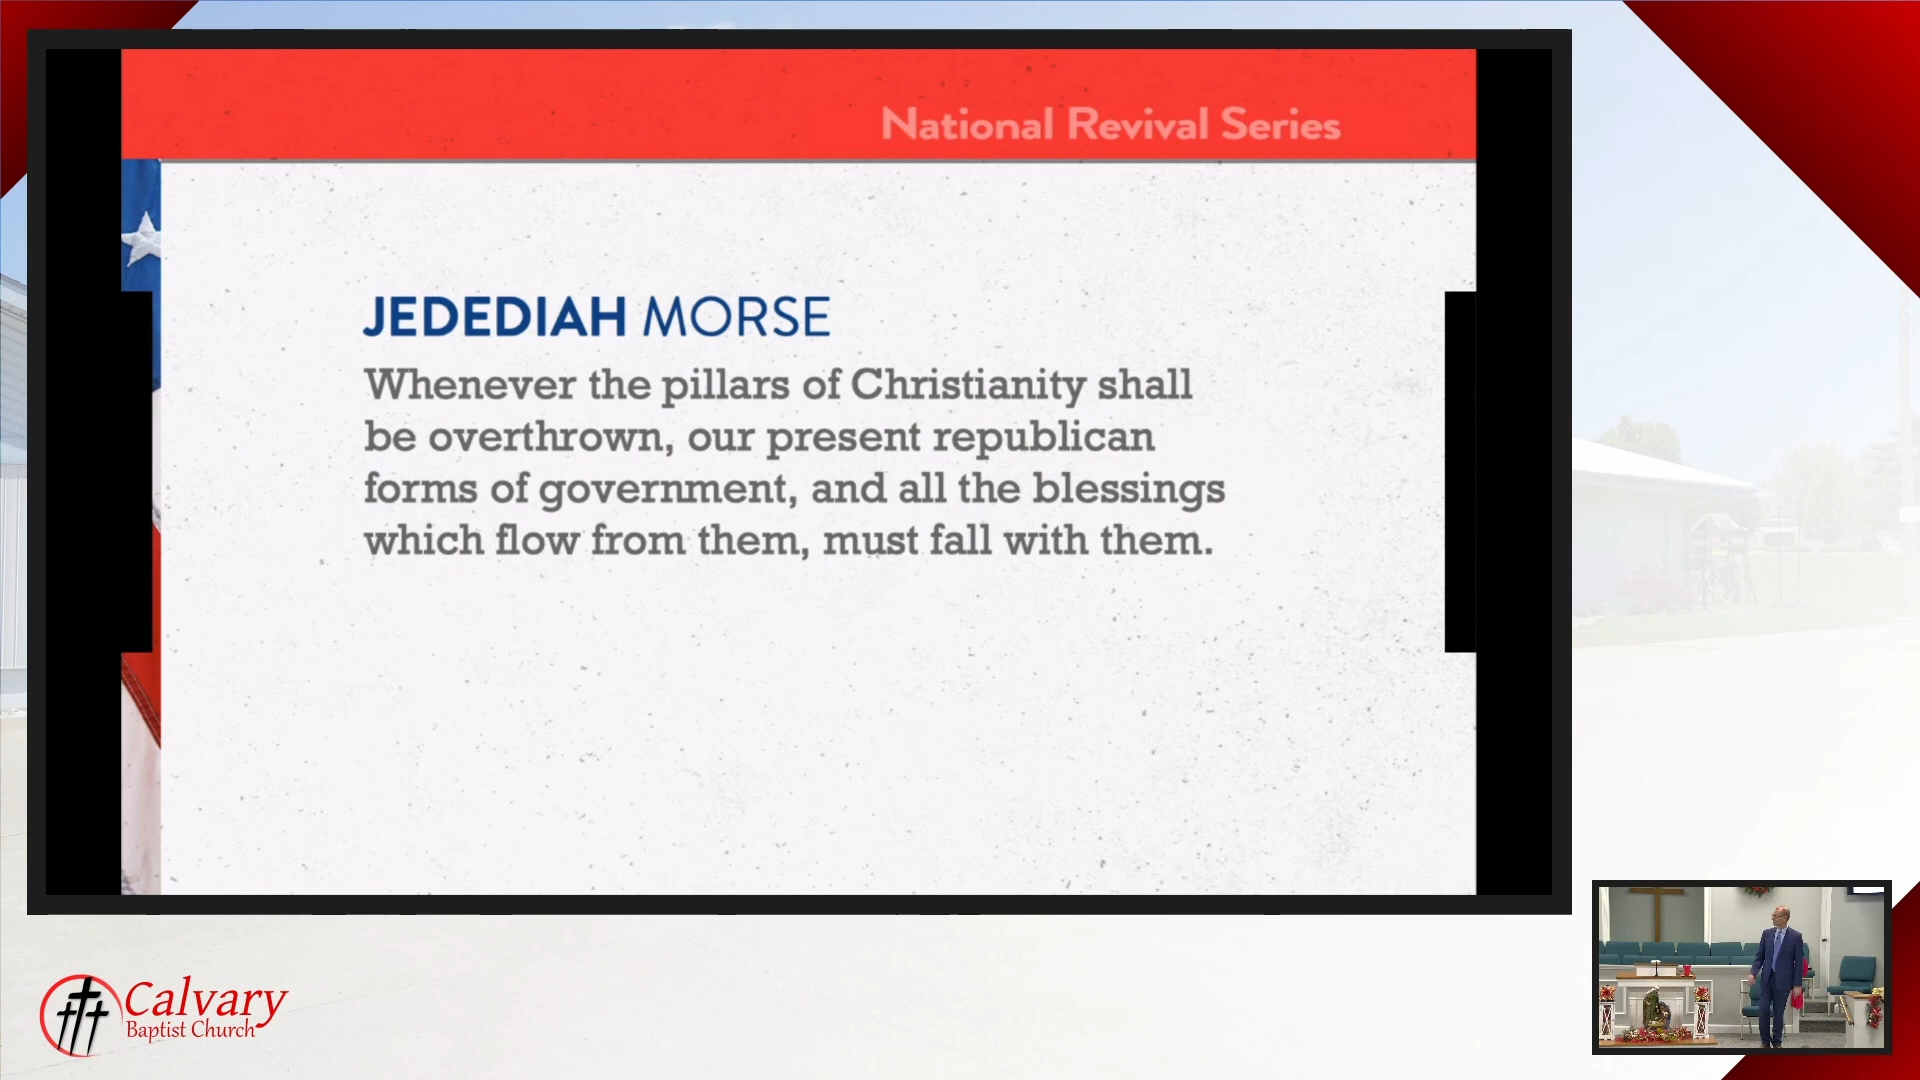 National Revival Series
JEDEDIAH MORSE
Whenever the pillars of Christianity shall
be overthrown, our present republican
forms of government, and all the blessings
which flow from them, must fall with them.
Calvary
Baptist Church